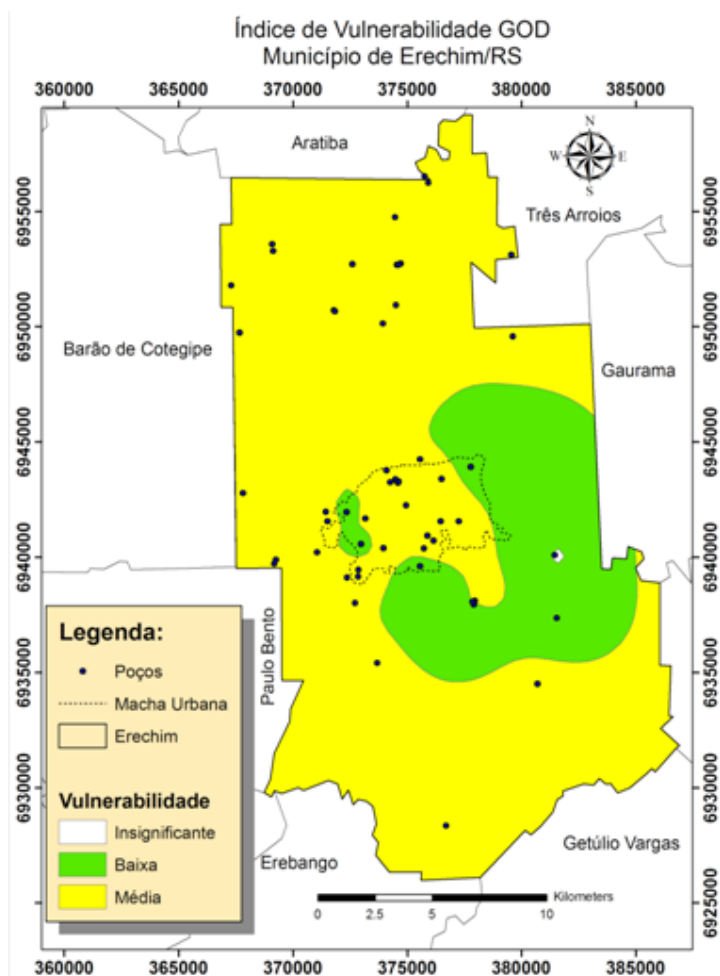 Índice de Vulnerabilidade GOD
Município de Erechim/RS
360000 365000 370000 375000 380000 385000
Aratiba
N
W E
S
Três Arroios
6955000 6955000
6950000 6950000
Barão de Cotegipe
Gaurama
6945000 6945000
6940000 6940000
Legenda:
Poços
Macha Urbana
Erechim
Vulnerabilidade
Insignificante
Baixa
Média
Paulo Bento
6935000 6935000
6930000 6930000
Erebango
Getúlio Vargas
Kilometers
0 2.5 5 10
6925000 6925000
360000 365000 370000 375000 380000 385000